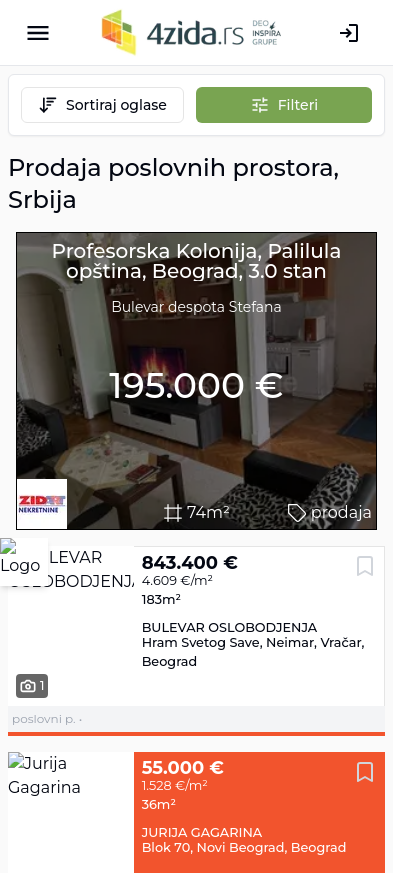 4zida.rs
DEO
INSPIRA
GRUPE
Sortiraj oglase
Filteri
Prodaja poslovnih prostora,
Srbija
Profesorska Kolonija, Palilula
opština, Beograd, 3.0 stan
Bulevar despota Stefana
195.000 €
NEKRETNINE
74m²
prodaja
Logo
843.400 €
4.609 €/m²
183m²
BULEVAR OSLOBODJENJA
Hram Svetog Save, Neimar, Vračar,
Beograd
1
poslovni p. •
Jurija
Gagarina
55.000 €
1.528 €/m²
36m²
JURIJA GAGARINA
Blok 70, Novi Beograd, Beograd